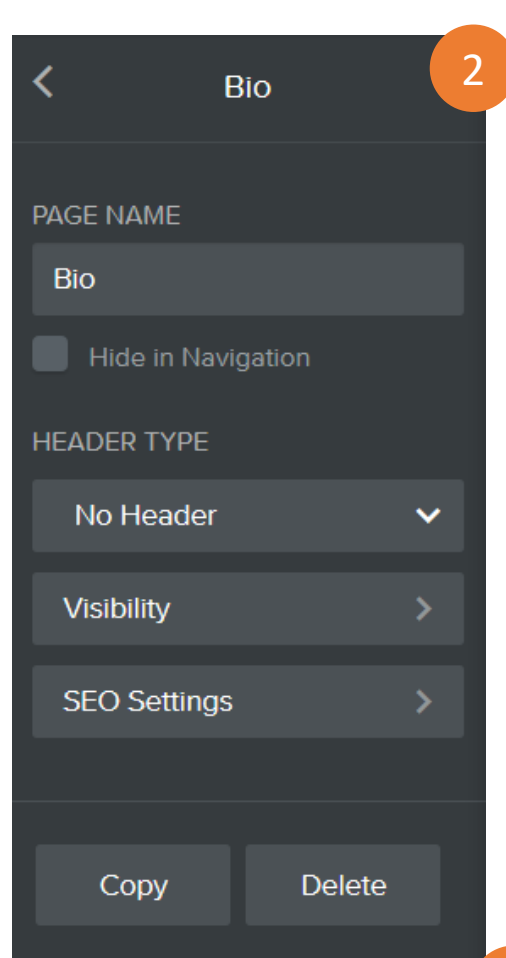 Bio
2
PAGE NAME
Bio
Hide in Navigation
HEADER TYPE
No Header
Visibility
SEO Settings
Copy Delete